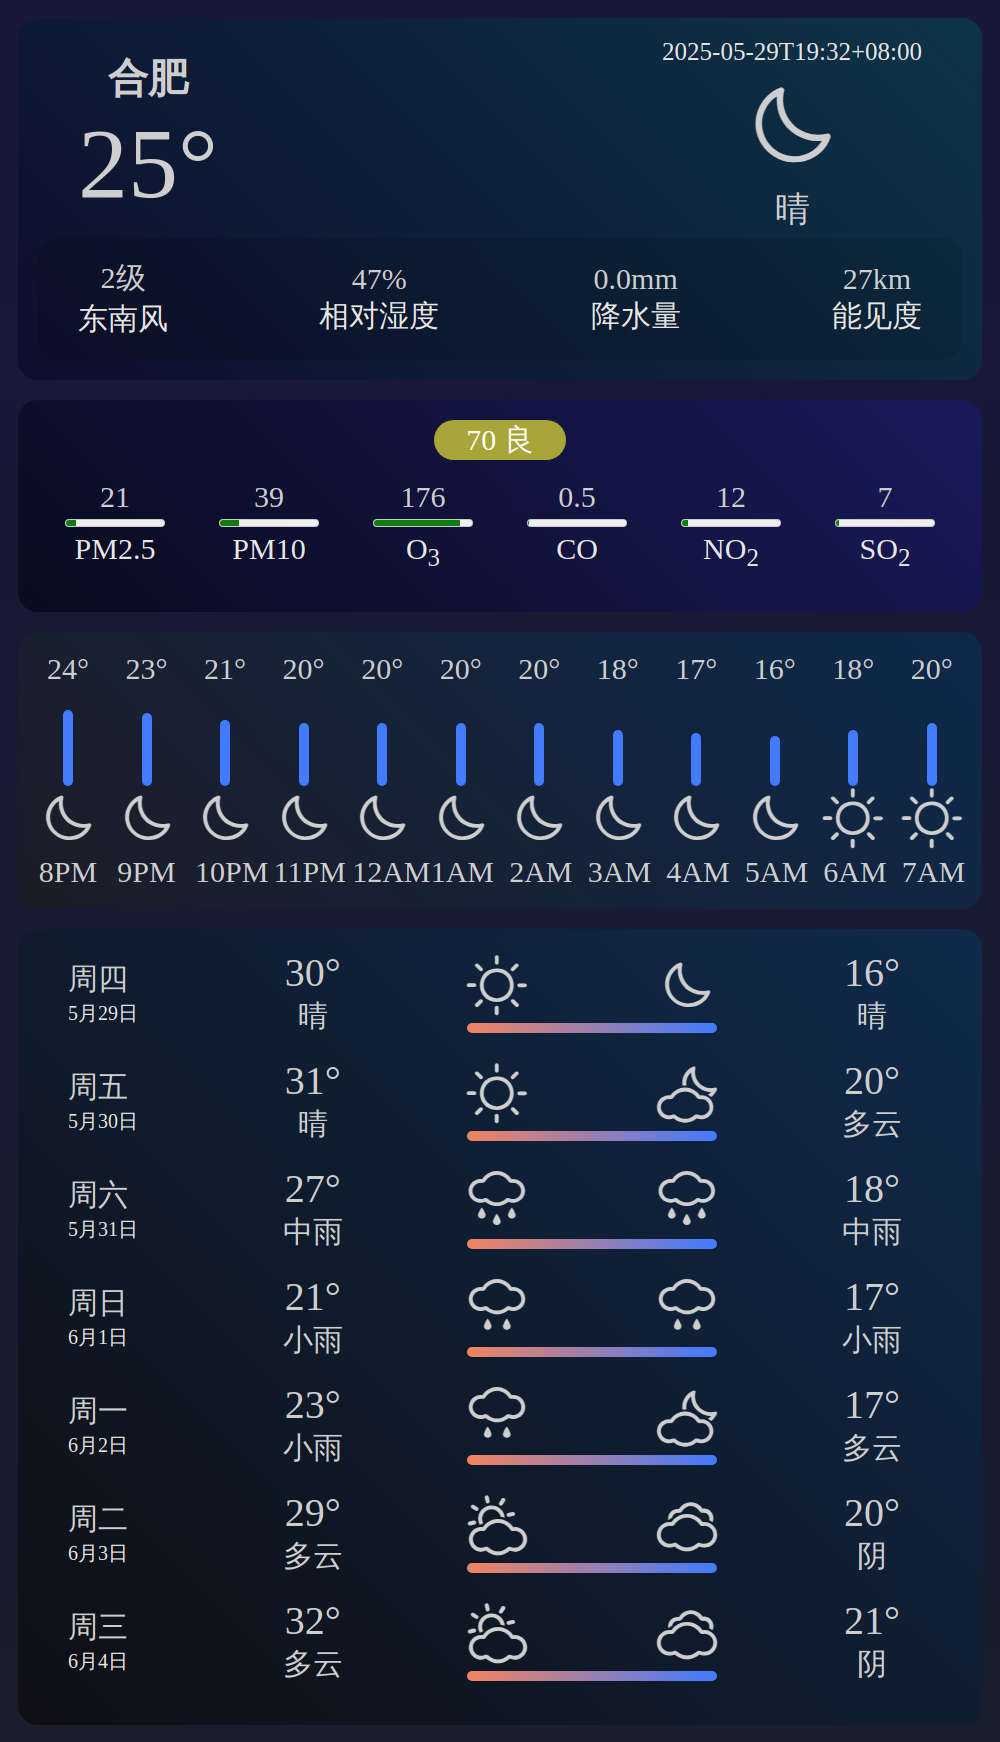 合肥
25°
2025-05-29T19:32+08:00
晴
2级 47% 0.0mm 27km
东南风 相对湿度 降水量 能见度
70 良
21 39 176 0.5 12 7
PM2.5 PM10 O3 CO NO2 SO2
24° 23° 21° 20° 20° 20° 20° 18° 17° 16° 18° 20°
8PM 9PM 10PM 11PM 12AM 1AM 2AM 3AM 4AM 5AM 6AM 7AM
周四 30° 16°
5月29日 晴 晴
周五 31° 20°
5月30日 晴 多云
周六 27° 18°
5月31日 中雨 中雨
周日 21° 17°
6月1日 小雨 小雨
周一 23° 17°
6月2日 小雨 多云
周二 29° 20°
6月3日 多云 阴
周三 32° 21°
6月4日 多云 阴